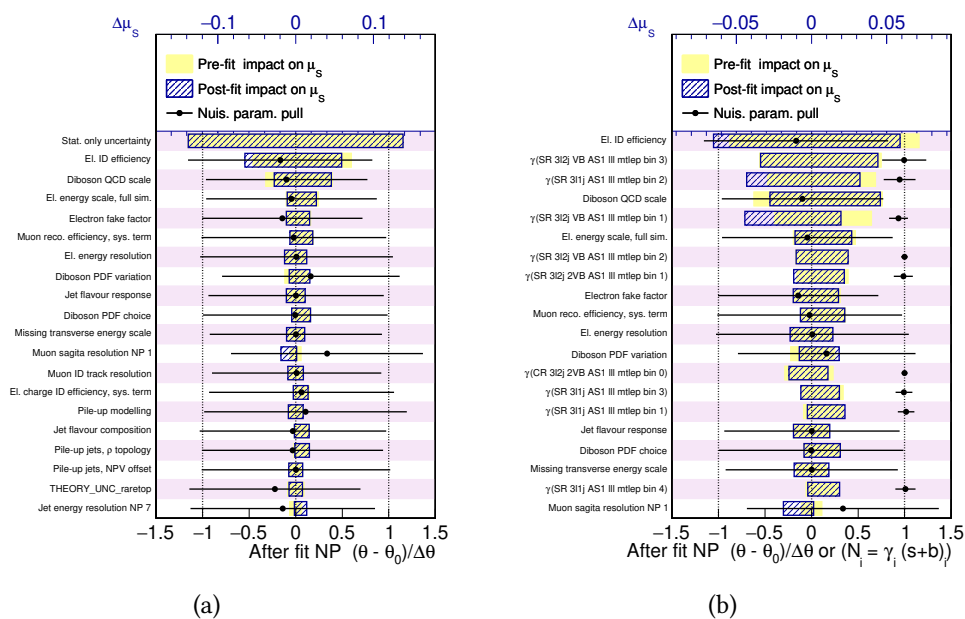 Δμ_S
−0.1 0 0.1
Pre-fit impact on μ_S
Post-fit impact on μ_S
Nuis. param. pull
Stat. only uncertainty
El. ID efficiency
Diboson QCD scale
El. energy scale, full sim.
Electron fake factor
Muon reco. efficiency, sys. term
El. energy resolution
Diboson PDF variation
Jet flavour response
Diboson PDF choice
Missing transverse energy scale
Muon sagita resolution NP 1
Muon ID track resolution
El. charge ID efficiency, sys. term
Pile-up modelling
Jet flavour composition
Pile-up jets, ρ topology
Pile-up jets, NPV offset
THEORY_UNC_raretop
Jet energy resolution NP 7
−1.5 −1 −0.5 0 0.5 1 1.5
After fit NP (θ - θ_0)/Δθ
(a)
Δμ_S
−0.05 0 0.05
Pre-fit impact on μ_S
Post-fit impact on μ_S
Nuis. param. pull
El. ID efficiency
γ(SR 3l2j VB AS1 lll mtlep bin 3)
γ(SR 3l1j AS1 lll mtlep bin 2)
Diboson QCD scale
γ(SR 3l2j VB AS1 lll mtlep bin 1)
El. energy scale, full sim.
γ(SR 3l2j VB AS1 lll mtlep bin 2)
γ(SR 3l2j 2VB AS1 lll mtlep bin 1)
Electron fake factor
Muon reco. efficiency, sys. term
El. energy resolution
Diboson PDF variation
γ(CR 3l2j 2VB AS1 lll mtlep bin 0)
γ(SR 3l1j AS1 lll mtlep bin 3)
γ(SR 3l1j AS1 lll mtlep bin 1)
Jet flavour response
Diboson PDF choice
Missing transverse energy scale
γ(SR 3l1j AS1 lll mtlep bin 4)
Muon sagita resolution NP 1
−1.5 −1 −0.5 0 0.5 1 1.5
After fit NP (θ - θ_0)/Δθ or (N_i = γ_i (s+b)_i)
(b)